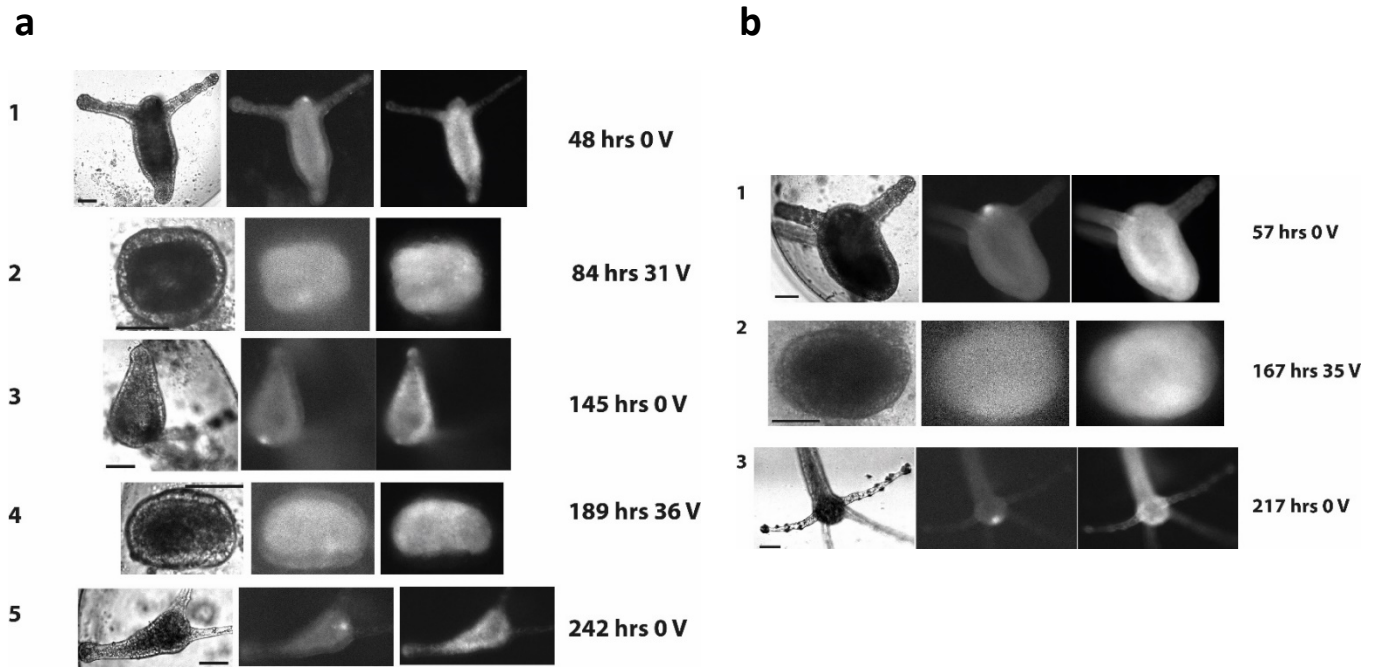 a
1
48 hrs 0 V
2
84 hrs 31 V
3
145 hrs 0 V
4
189 hrs 36 V
5
242 hrs 0 V
b
1
57 hrs 0 V
2
167 hrs 35 V
3
217 hrs 0 V